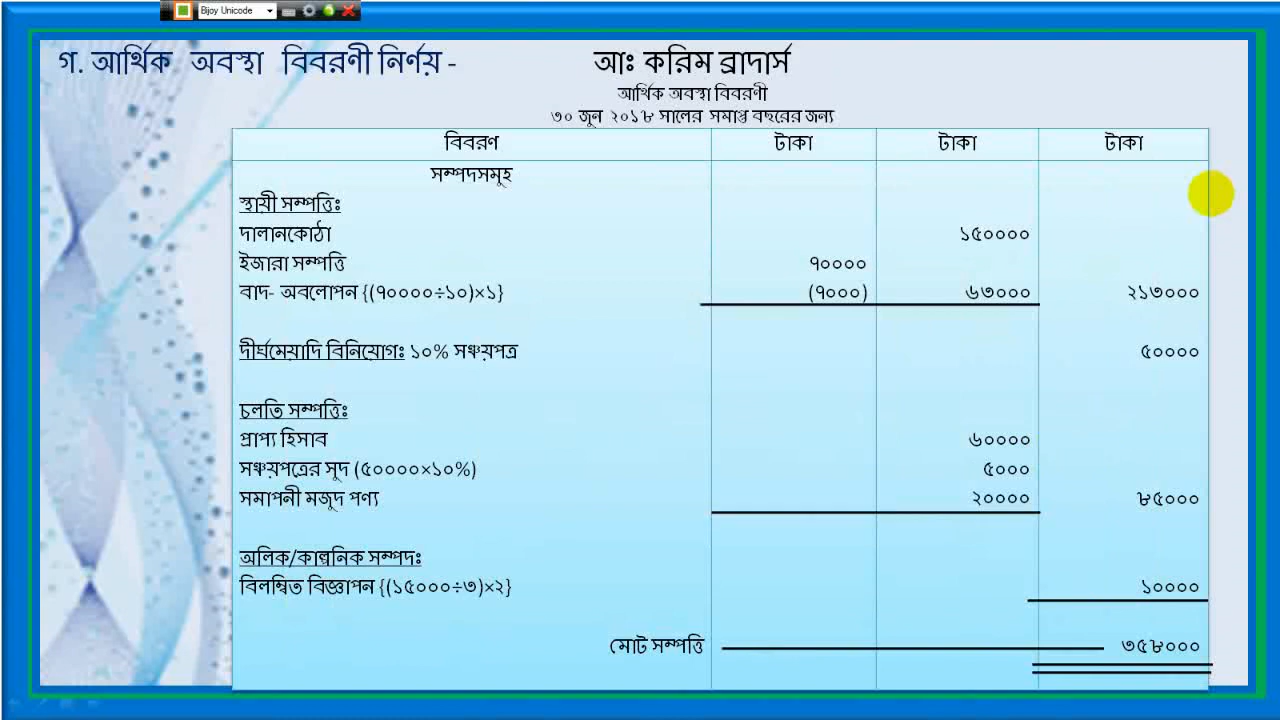 Bijoy Unicode
গ. আর্থিক অবস্থা বিবরণী নির্ণয় -
আঃ করিম ব্রাদার্স
আর্থিক অবস্থা বিবরণী
৩০ জুন ২০১৮ সালের সমাপ্ত বছরের জন্য
বিবরণ টাকা টাকা টাকা
সম্পদসমুহ
স্থায়ী সম্পত্তিঃ
দালানকোঠা ১৫০০০০
ইজারা সম্পত্তি ৭০০০০
বাদ- অবলোপন {(৭০০০০÷১০)×১} (৭০০০) ৬৩০০০ ২১৩০০০
দীর্ঘমেয়াদি বিনিয়োগঃ ১০% সঞ্চয়পত্র ৫০০০০
চলতি সম্পত্তিঃ
প্রাপ্য হিসাব ৬০০০০
সঞ্চয়পত্রের সুদ (৫০০০০×১০%) ৫০০০
সমাপনী মজুদ পণ্য ২০০০০ ৮৫০০০
অলিক/কাল্পনিক সম্পদঃ
বিলম্বিত বিজ্ঞাপন {(১৫০০০÷৩)×২} ১০০০০
মোট সম্পত্তি ৩৫৮০০০